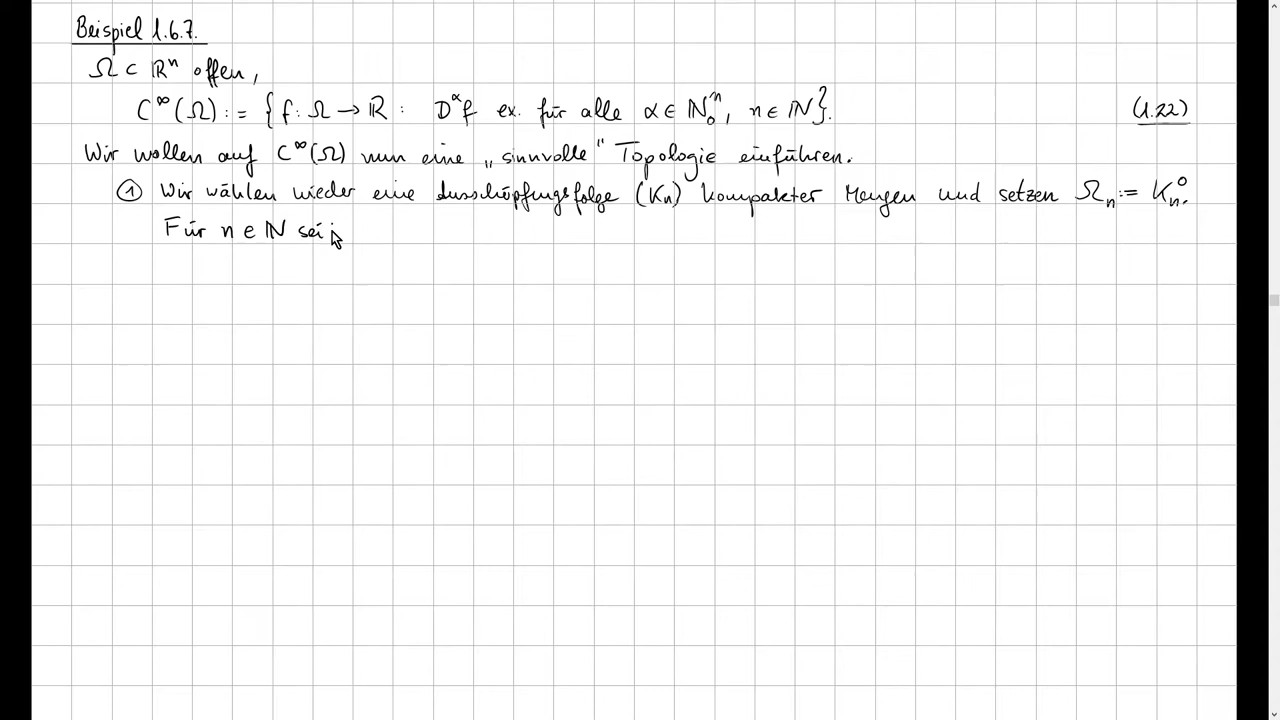 Beispiel 1.6.7.
Ω ⊂ ℝⁿ offen,
C^∞(Ω) := {f: Ω → ℝ : D^α f ex. für alle α ∈ ℕ₀ⁿ, n ∈ ℕ}. (1.22)
Wir wollen auf C^∞(Ω) nun eine „sinnvolle“ Topologie einführen.
① Wir wählen wieder eine Ausschöpfungsfolge (Kₙ) kompakter Mengen und setzen Ωₙ := Kₙ⁰.
Für n ∈ ℕ sei